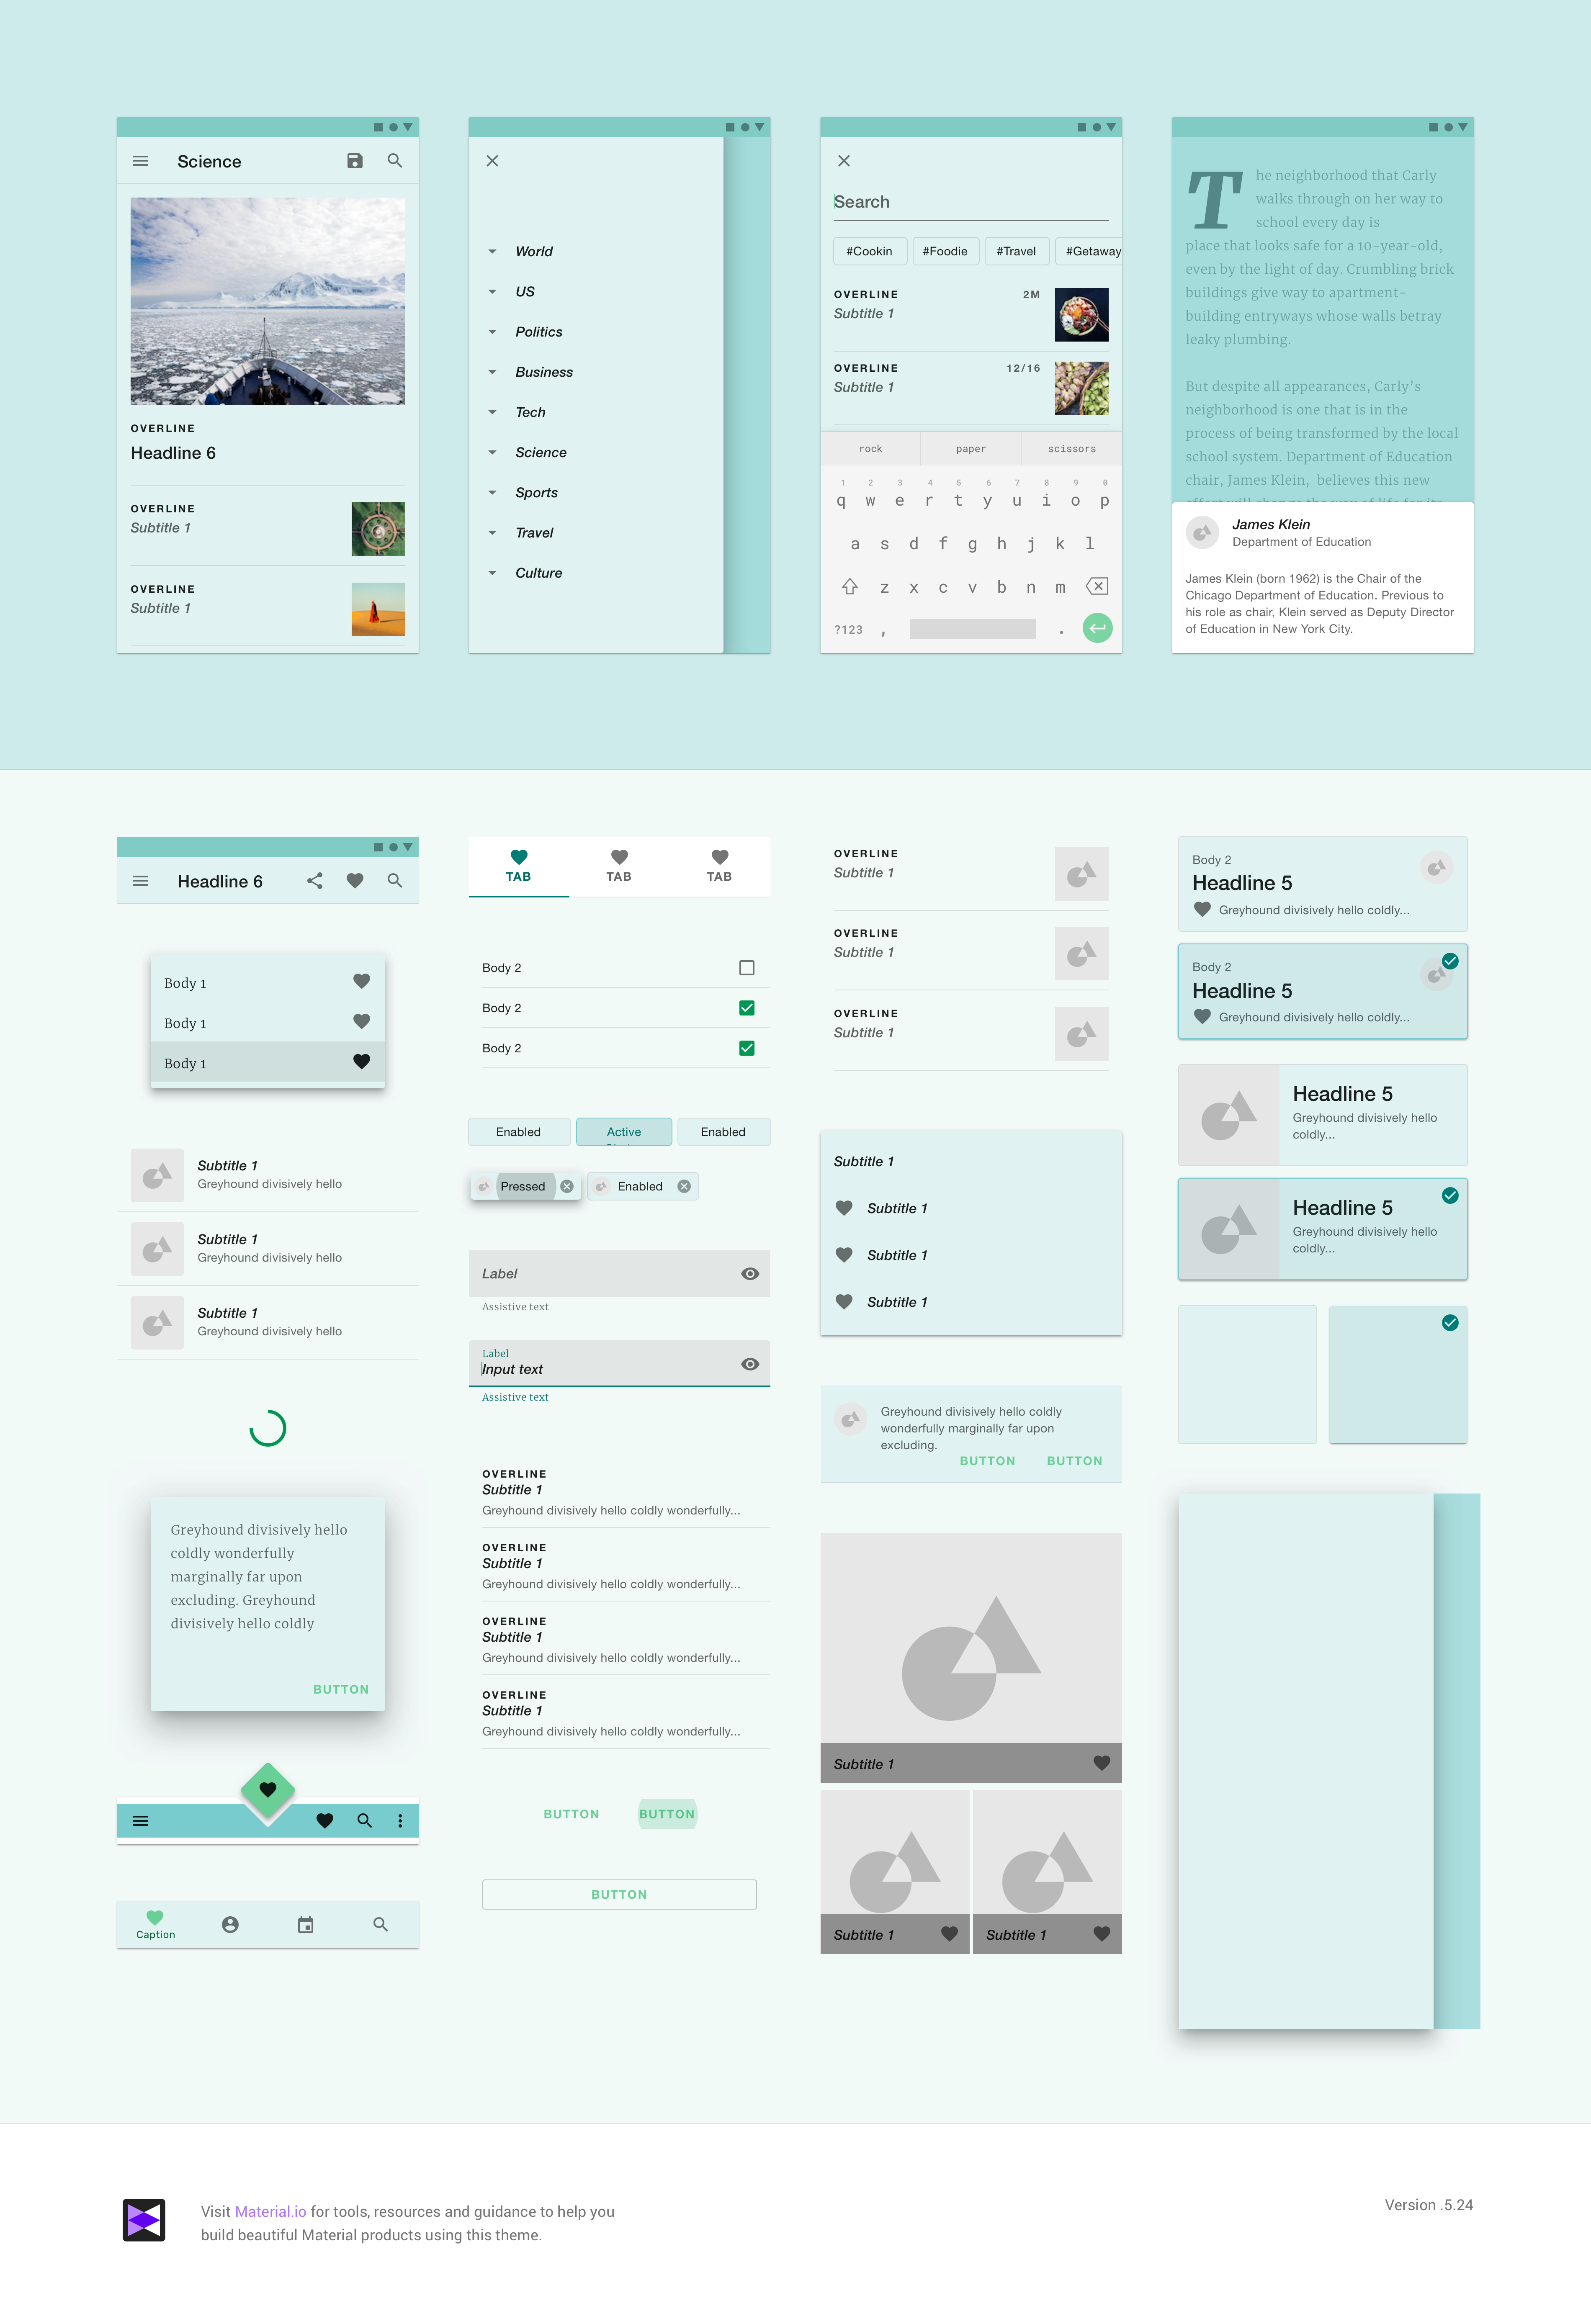 Science
OVERLINE
Headline 6
OVERLINE
Subtitle 1
OVERLINE
Subtitle 1
World
US
Politics
Business
Tech
Science
Sports
Travel
Culture
Search
#Cookin #Foodie #Travel #Getaway
OVERLINE 2M
Subtitle 1
OVERLINE 12/16
Subtitle 1
rock paper scissors
1 2 3 4 5 6 7 8 9 0
q w e r t y u i o p
a s d f g h j k l
z x c v b n m
?123 , .
The neighborhood that Carly
walks through on her way to
school every day is
place that looks safe for a 10-year-old,
even by the light of day. Crumbling brick
buildings give way to apartment-
building entryways whose walls betray
leaky plumbing.
But despite all appearances, Carly's
neighborhood is one that is in the
process of being transformed by the local
school system. Department of Education
chair, James Klein, believes this new
James Klein
Department of Education
James Klein (born 1962) is the Chair of the
Chicago Department of Education. Previous to
his role as chair, Klein served as Deputy Director
of Education in New York City.
Headline 6
Body 1
Body 1
Body 1
Subtitle 1
Greyhound divisively hello
Subtitle 1
Greyhound divisively hello
Subtitle 1
Greyhound divisively hello
Greyhound divisively hello
coldly wonderfully
marginally far upon
excluding. Greyhound
divisively hello coldly
BUTTON
Caption
TAB TAB TAB
Body 2
Body 2
Body 2
Enabled Active Enabled
Pressed Enabled
Label
Assistive text
Label
Input text
Assistive text
OVERLINE
Subtitle 1
Greyhound divisively hello coldly wonderfully...
OVERLINE
Subtitle 1
Greyhound divisively hello coldly wonderfully...
OVERLINE
Subtitle 1
Greyhound divisively hello coldly wonderfully...
OVERLINE
Subtitle 1
Greyhound divisively hello coldly wonderfully...
BUTTON BUTTON
BUTTON
OVERLINE
Subtitle 1
OVERLINE
Subtitle 1
OVERLINE
Subtitle 1
Subtitle 1
Subtitle 1
Subtitle 1
Subtitle 1
Greyhound divisively hello coldly
wonderfully marginally far upon
excluding.
BUTTON BUTTON
Subtitle 1
Subtitle 1 Subtitle 1
Body 2
Headline 5
Greyhound divisively hello coldly...
Body 2
Headline 5
Greyhound divisively hello coldly...
Headline 5
Greyhound divisively hello
coldly...
Headline 5
Greyhound divisively hello
coldly...
Visit Material.io for tools, resources and guidance to help you
build beautiful Material products using this theme.
Version .5.24